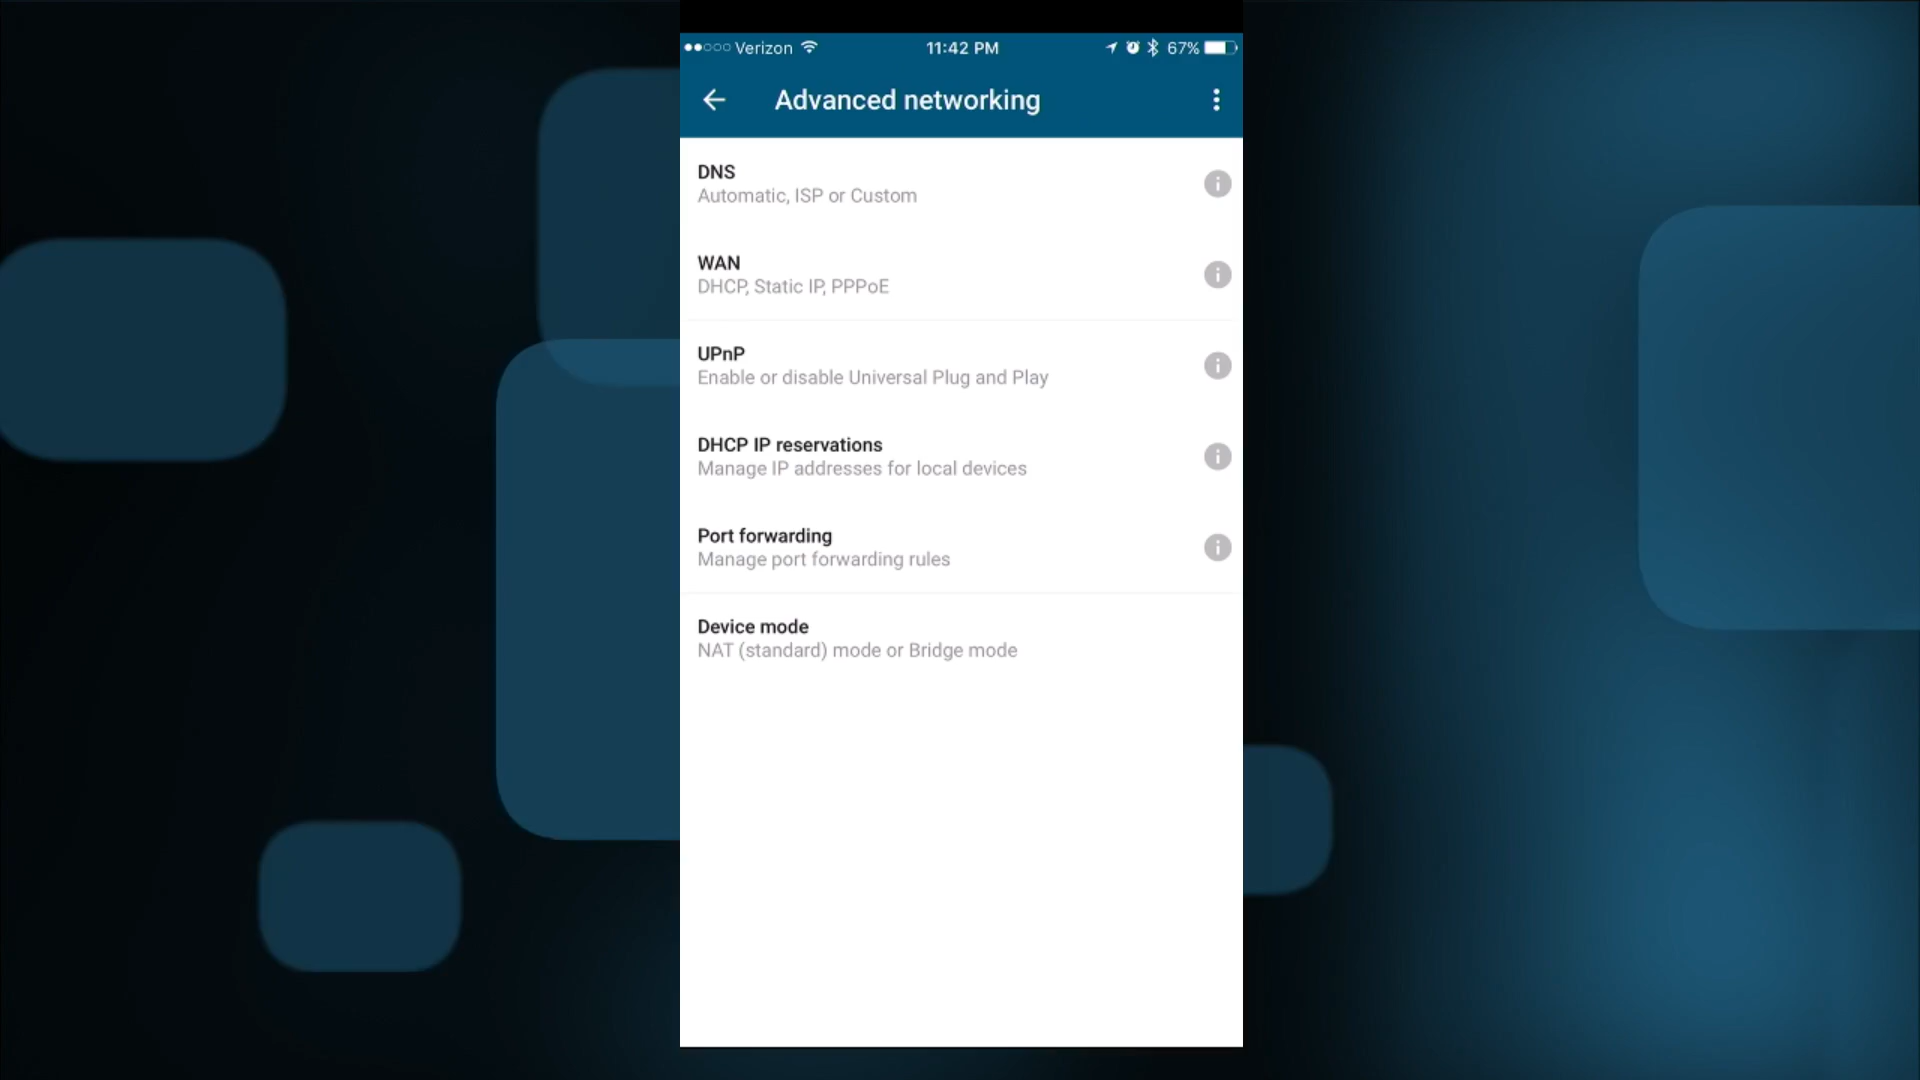 Verizon 11:42 PM 67%
Advanced networking
DNS
Automatic, ISP or Custom
WAN
DHCP, Static IP, PPPoE
UPnP
Enable or disable Universal Plug and Play
DHCP IP reservations
Manage IP addresses for local devices
Port forwarding
Manage port forwarding rules
Device mode
NAT (standard) mode or Bridge mode